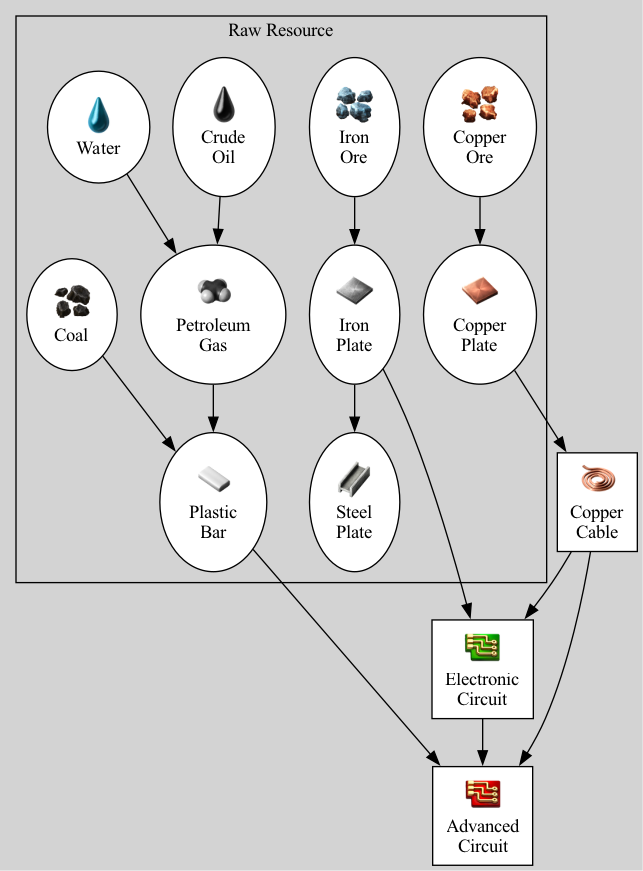 Raw Resource
Water
Crude
Oil
Iron
Ore
Copper
Ore
Coal
Petroleum
Gas
Iron
Plate
Copper
Plate
Plastic
Bar
Steel
Plate
Copper
Cable
Electronic
Circuit
Advanced
Circuit